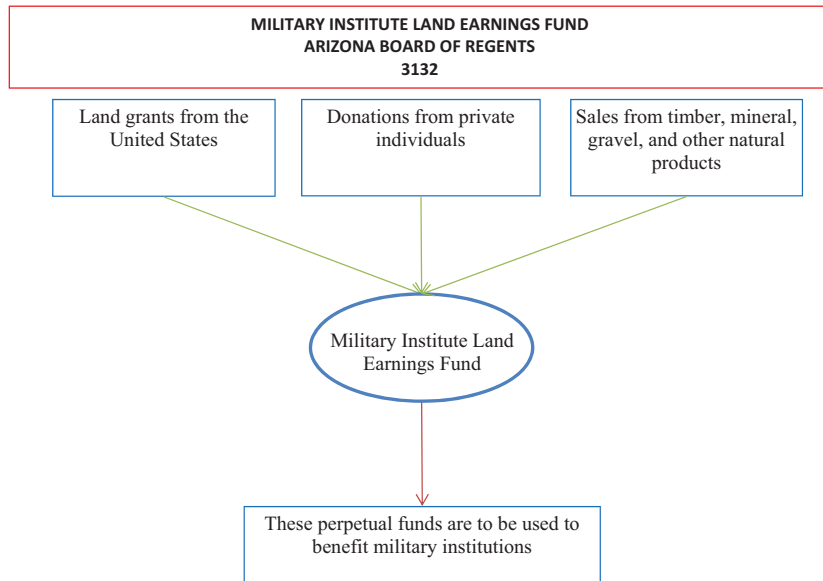 MILITARY INSTITUTE LAND EARNINGS FUND
ARIZONA BOARD OF REGENTS
3132
Land grants from the
United States
Donations from private
individuals
Sales from timber, mineral,
gravel, and other natural
products
Military Institute Land
Earnings Fund
These perpetual funds are to be used to
benefit military institutions